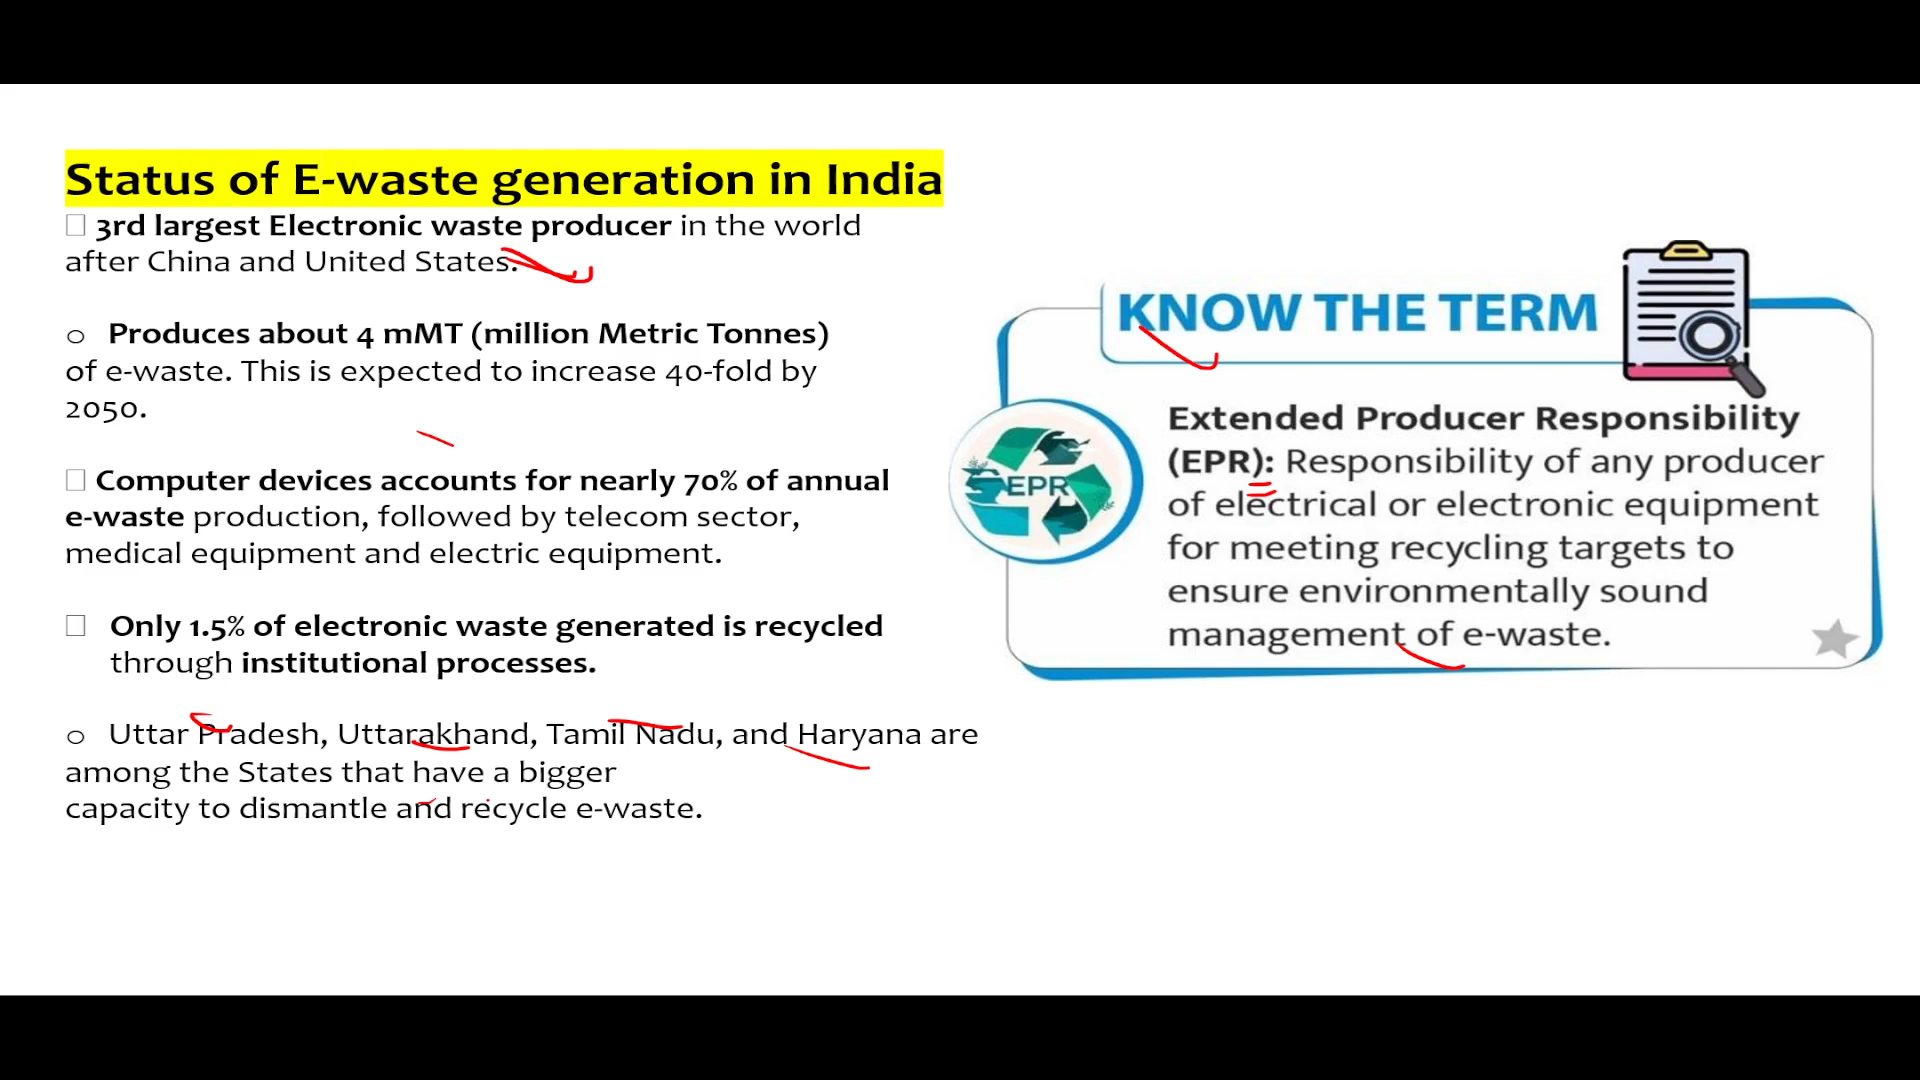 Status of E-waste generation in India
3rd largest Electronic waste producer in the world
after China and United States.
o Produces about 4 mMT (million Metric Tonnes)
of e-waste. This is expected to increase 40-fold by
2050.
Computer devices accounts for nearly 70% of annual
e-waste production, followed by telecom sector,
medical equipment and electric equipment.
Only 1.5% of electronic waste generated is recycled
through institutional processes.
o Uttar Pradesh, Uttarakhand, Tamil Nadu, and Haryana are
among the States that have a bigger
capacity to dismantle and recycle e-waste.
KNOW THE TERM
EPR
Extended Producer Responsibility
(EPR): Responsibility of any producer
of electrical or electronic equipment
for meeting recycling targets to
ensure environmentally sound
management of e-waste.